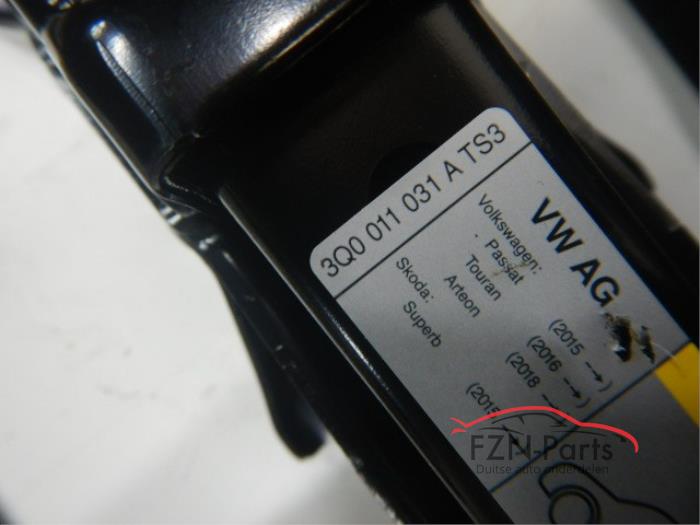 3Q0 011 031 A TS3
VW AG
Volkswagen:
- Passat (2015 →)
Touran (2016 →)
Arteon (2018 →)
Skoda:
Superb (2015 →)
FZN-Parts
Duitse auto onderdelen